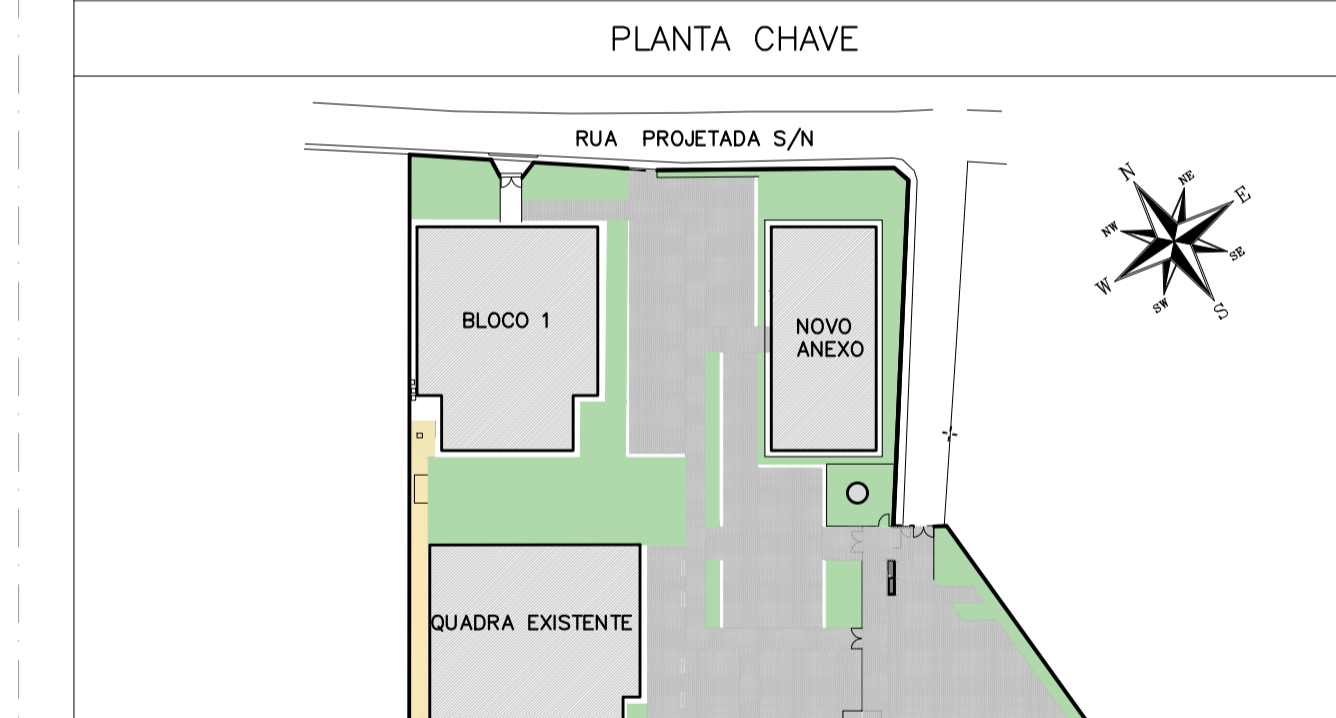 PLANTA CHAVE
RUA PROJETADA S/N
N
NE
E
NW
SE
W
SW
S
BLOCO 1
NOVO
ANEXO
QUADRA EXISTENTE